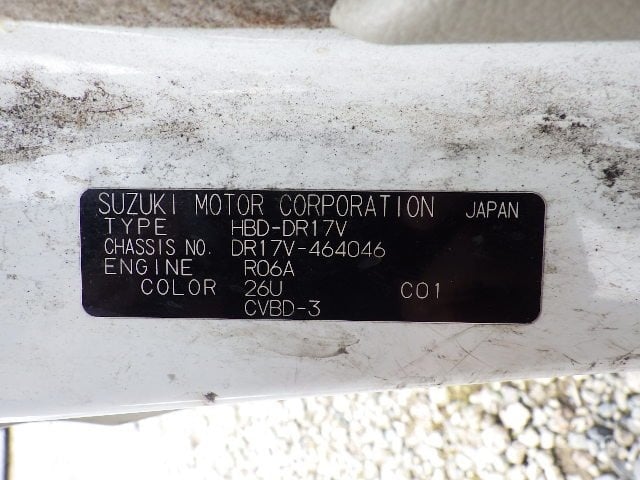 SUZUKI MOTOR CORPORATION JAPAN
TYPE HBD-DR17V
CHASSIS NO. DR17V-464046
ENGINE R06A
COLOR 26U C01
CVBD-3